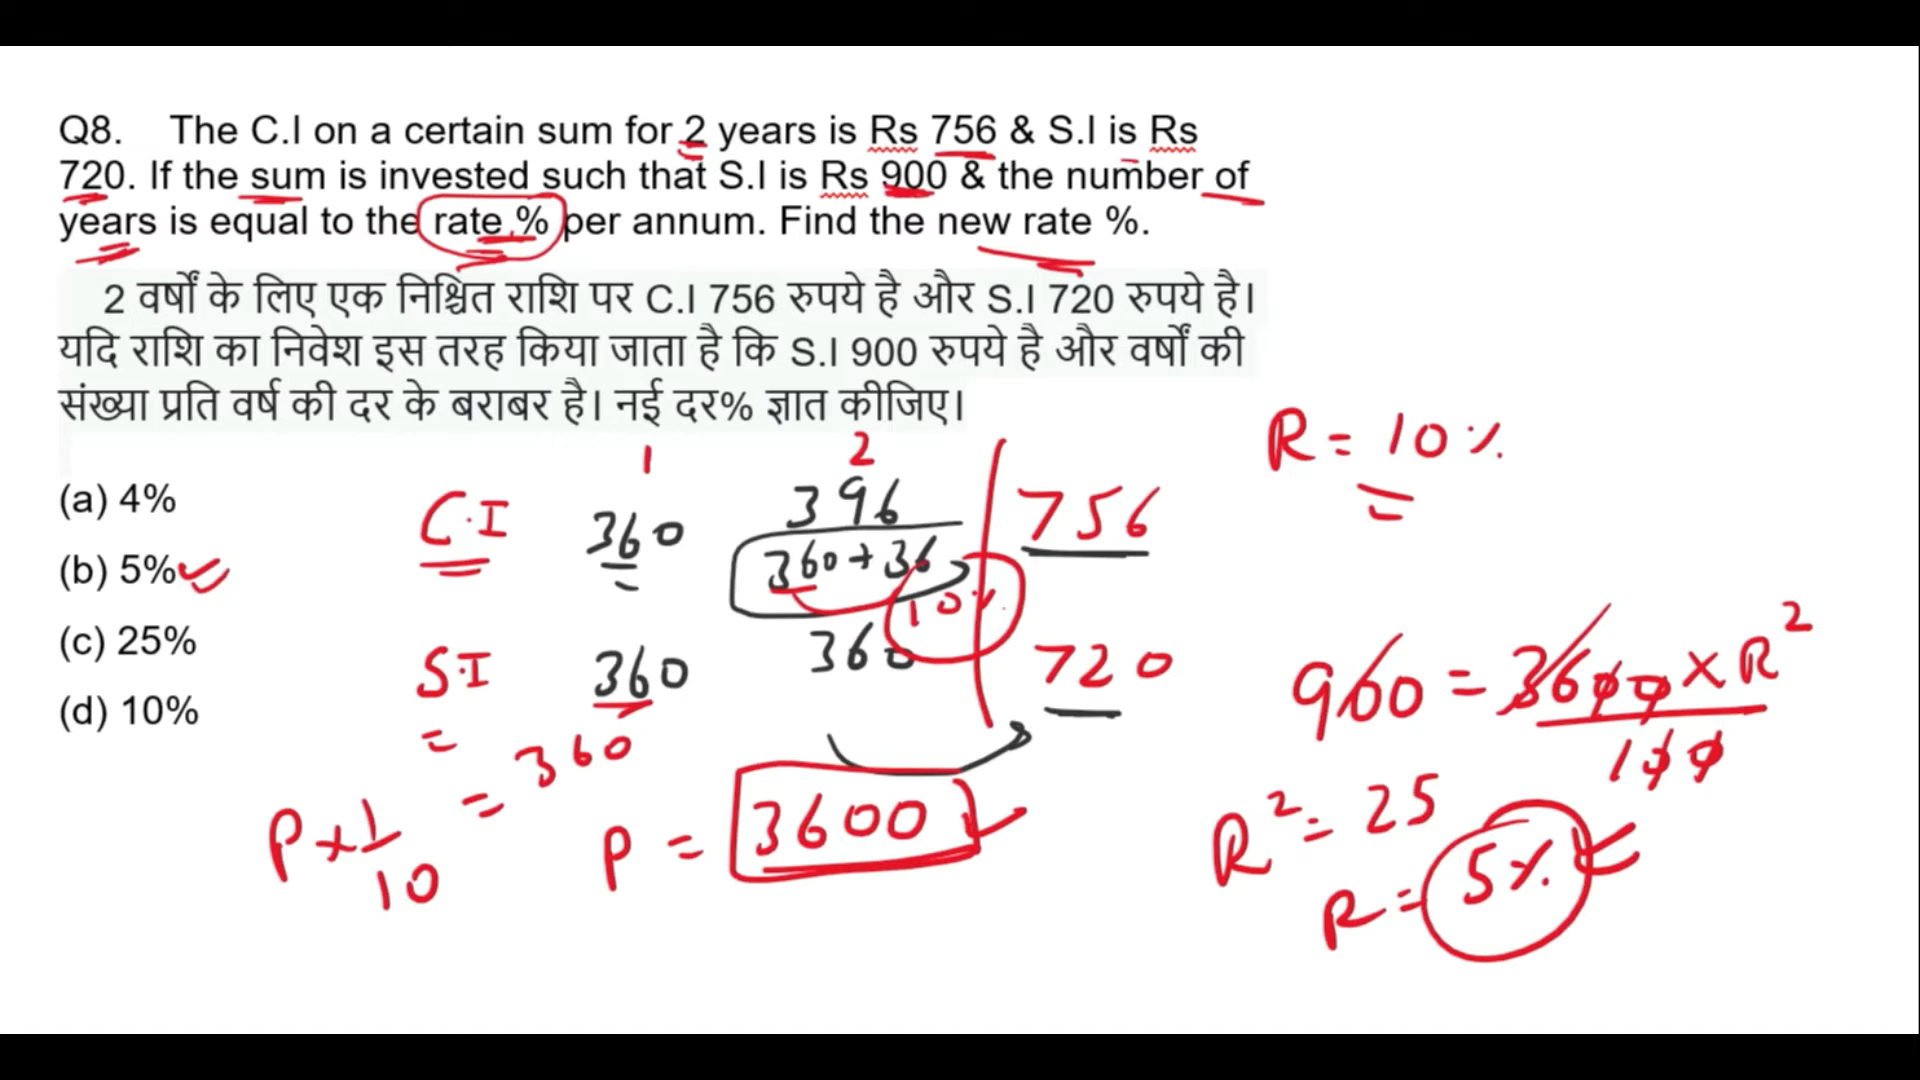 Q8. The C.I on a certain sum for 2 years is Rs 756 & S.I is Rs
720. If the sum is invested such that S.I is Rs 900 & the number of
years is equal to the rate % per annum. Find the new rate %.
2 वर्षों के लिए एक निश्चित राशि पर C.I 756 रुपये है और S.I 720 रुपये है।
यदि राशि का निवेश इस तरह किया जाता है कि S.I 900 रुपये है और वर्षों की
संख्या प्रति वर्ष की दर के बराबर है। नई दर% ज्ञात कीजिए।
R = 10%
1 2
(a) 4%
C.I 360 396 756
360+36
(b) 5%
10%
(c) 25%
S.I 360 360 720
900 = 3600 × R²
100
(d) 10%
P × 1 = 360
10
P = 3600
R² = 25
R = 5%